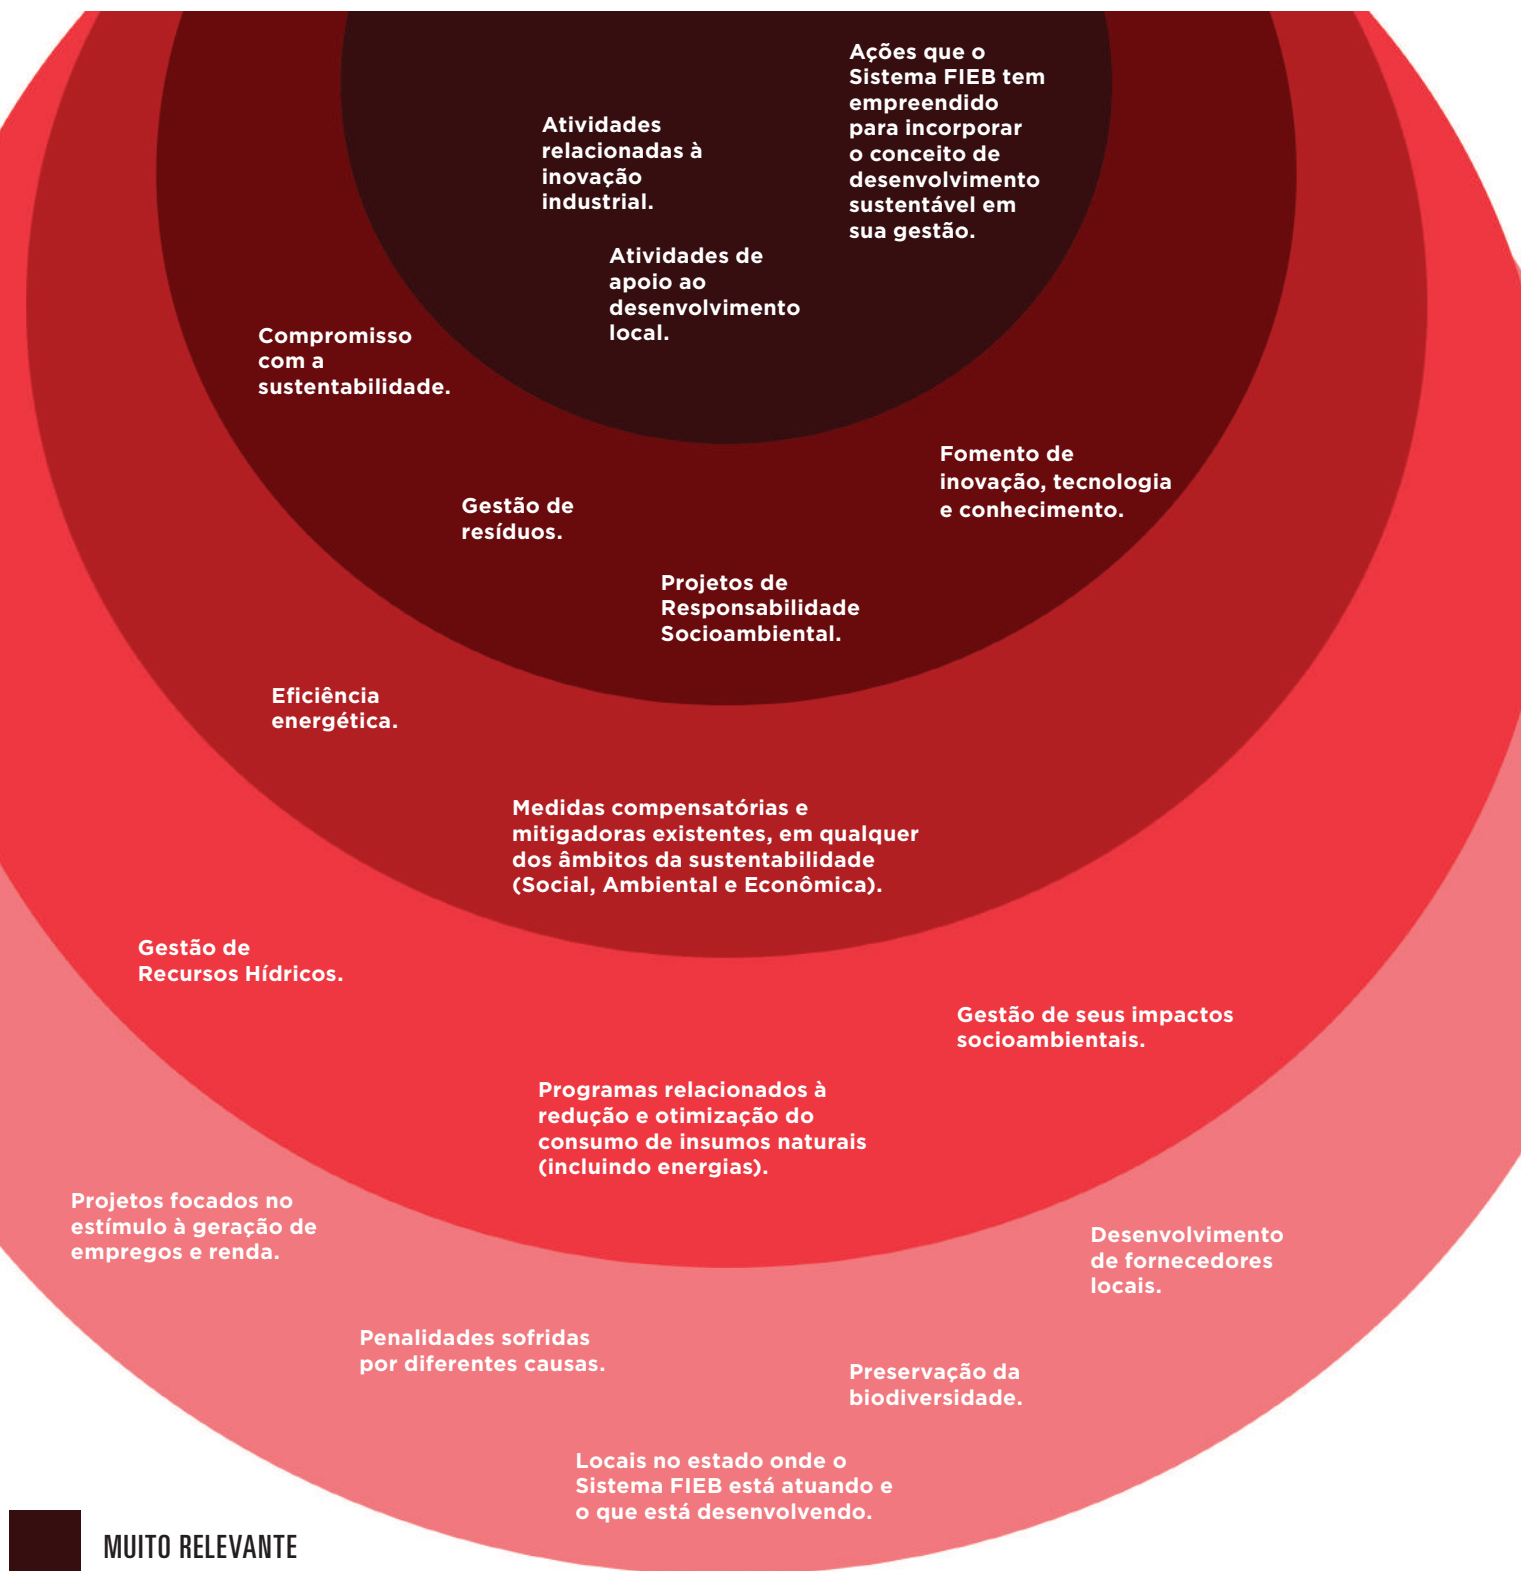 Ações que o
Sistema FIEB tem
empreendido
para incorporar
o conceito de
desenvolvimento
sustentável em
sua gestão.
Atividades
relacionadas à
inovação
industrial.
Atividades de
apoio ao
desenvolvimento
local.
Compromisso
com a
sustentabilidade.
Fomento de
inovação, tecnologia
e conhecimento.
Gestão de
resíduos.
Projetos de
Responsabilidade
Socioambiental.
Eficiência
energética.
Medidas compensatórias e
mitigadoras existentes, em qualquer
dos âmbitos da sustentabilidade
(Social, Ambiental e Econômica).
Gestão de
Recursos Hídricos.
Gestão de seus impactos
socioambientais.
Programas relacionados à
redução e otimização do
consumo de insumos naturais
(incluindo energias).
Projetos focados no
estímulo à geração de
empregos e renda.
Desenvolvimento
de fornecedores
locais.
Penalidades sofridas
por diferentes causas.
Preservação da
biodiversidade.
Locais no estado onde o
Sistema FIEB está atuando e
o que está desenvolvendo.
MUITO RELEVANTE